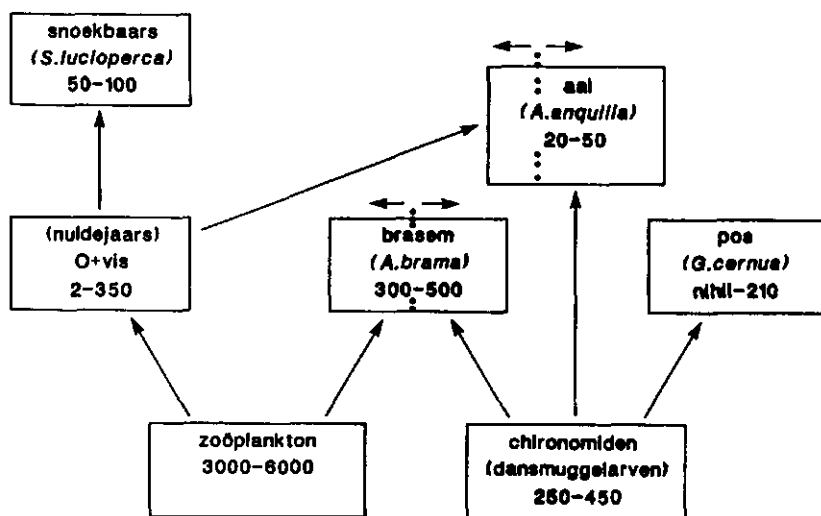 snoekbaars
(S.lucioperca)
50-100
aal
(A.anquilla)
20-50
(nuldejaars)
O+vis
2-350
brasem
(A.brama)
300-500
pos
(G.cernua)
nihil-210
zoöplankton
3000-6000
chironomiden
(dansmuggelarven)
250-450